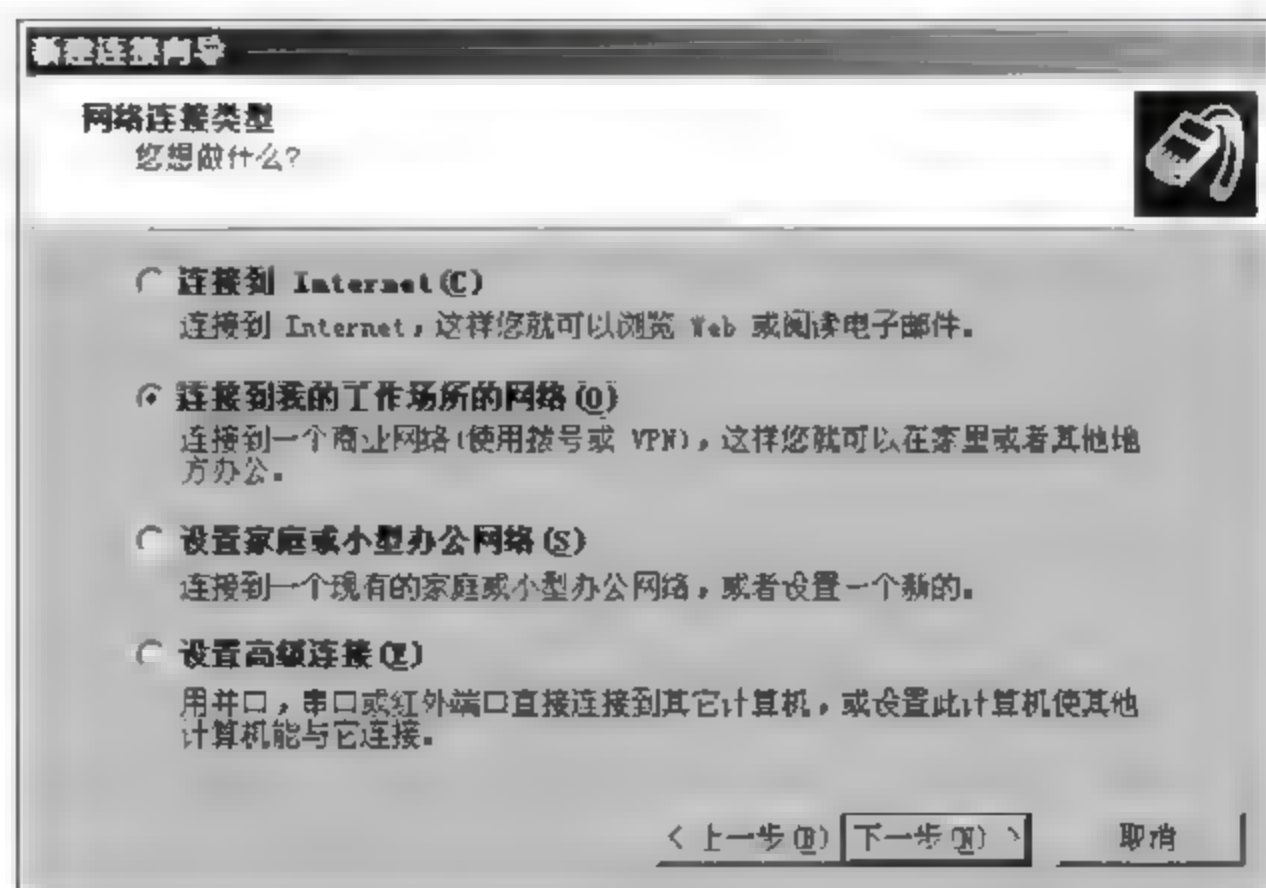 新建连接向导
网络连接类型
您想做什么?
连接到 Internet(C)
连接到 Internet，这样您就可以浏览 Web 或阅读电子邮件。
连接到我的工作场所的网络(O)
连接到一个商业网络(使用拨号或 VPN)，这样您就可以在家里或者其他地
方办公。
设置家庭或小型办公网络(S)
连接到一个现有的家庭或小型办公网络，或者设置一个新的。
设置高级连接(E)
用并口，串口或红外端口直接连接到其它计算机，或设置此计算机使其他
计算机能与它连接。
< 上一步(B) 下一步(N) > 取消